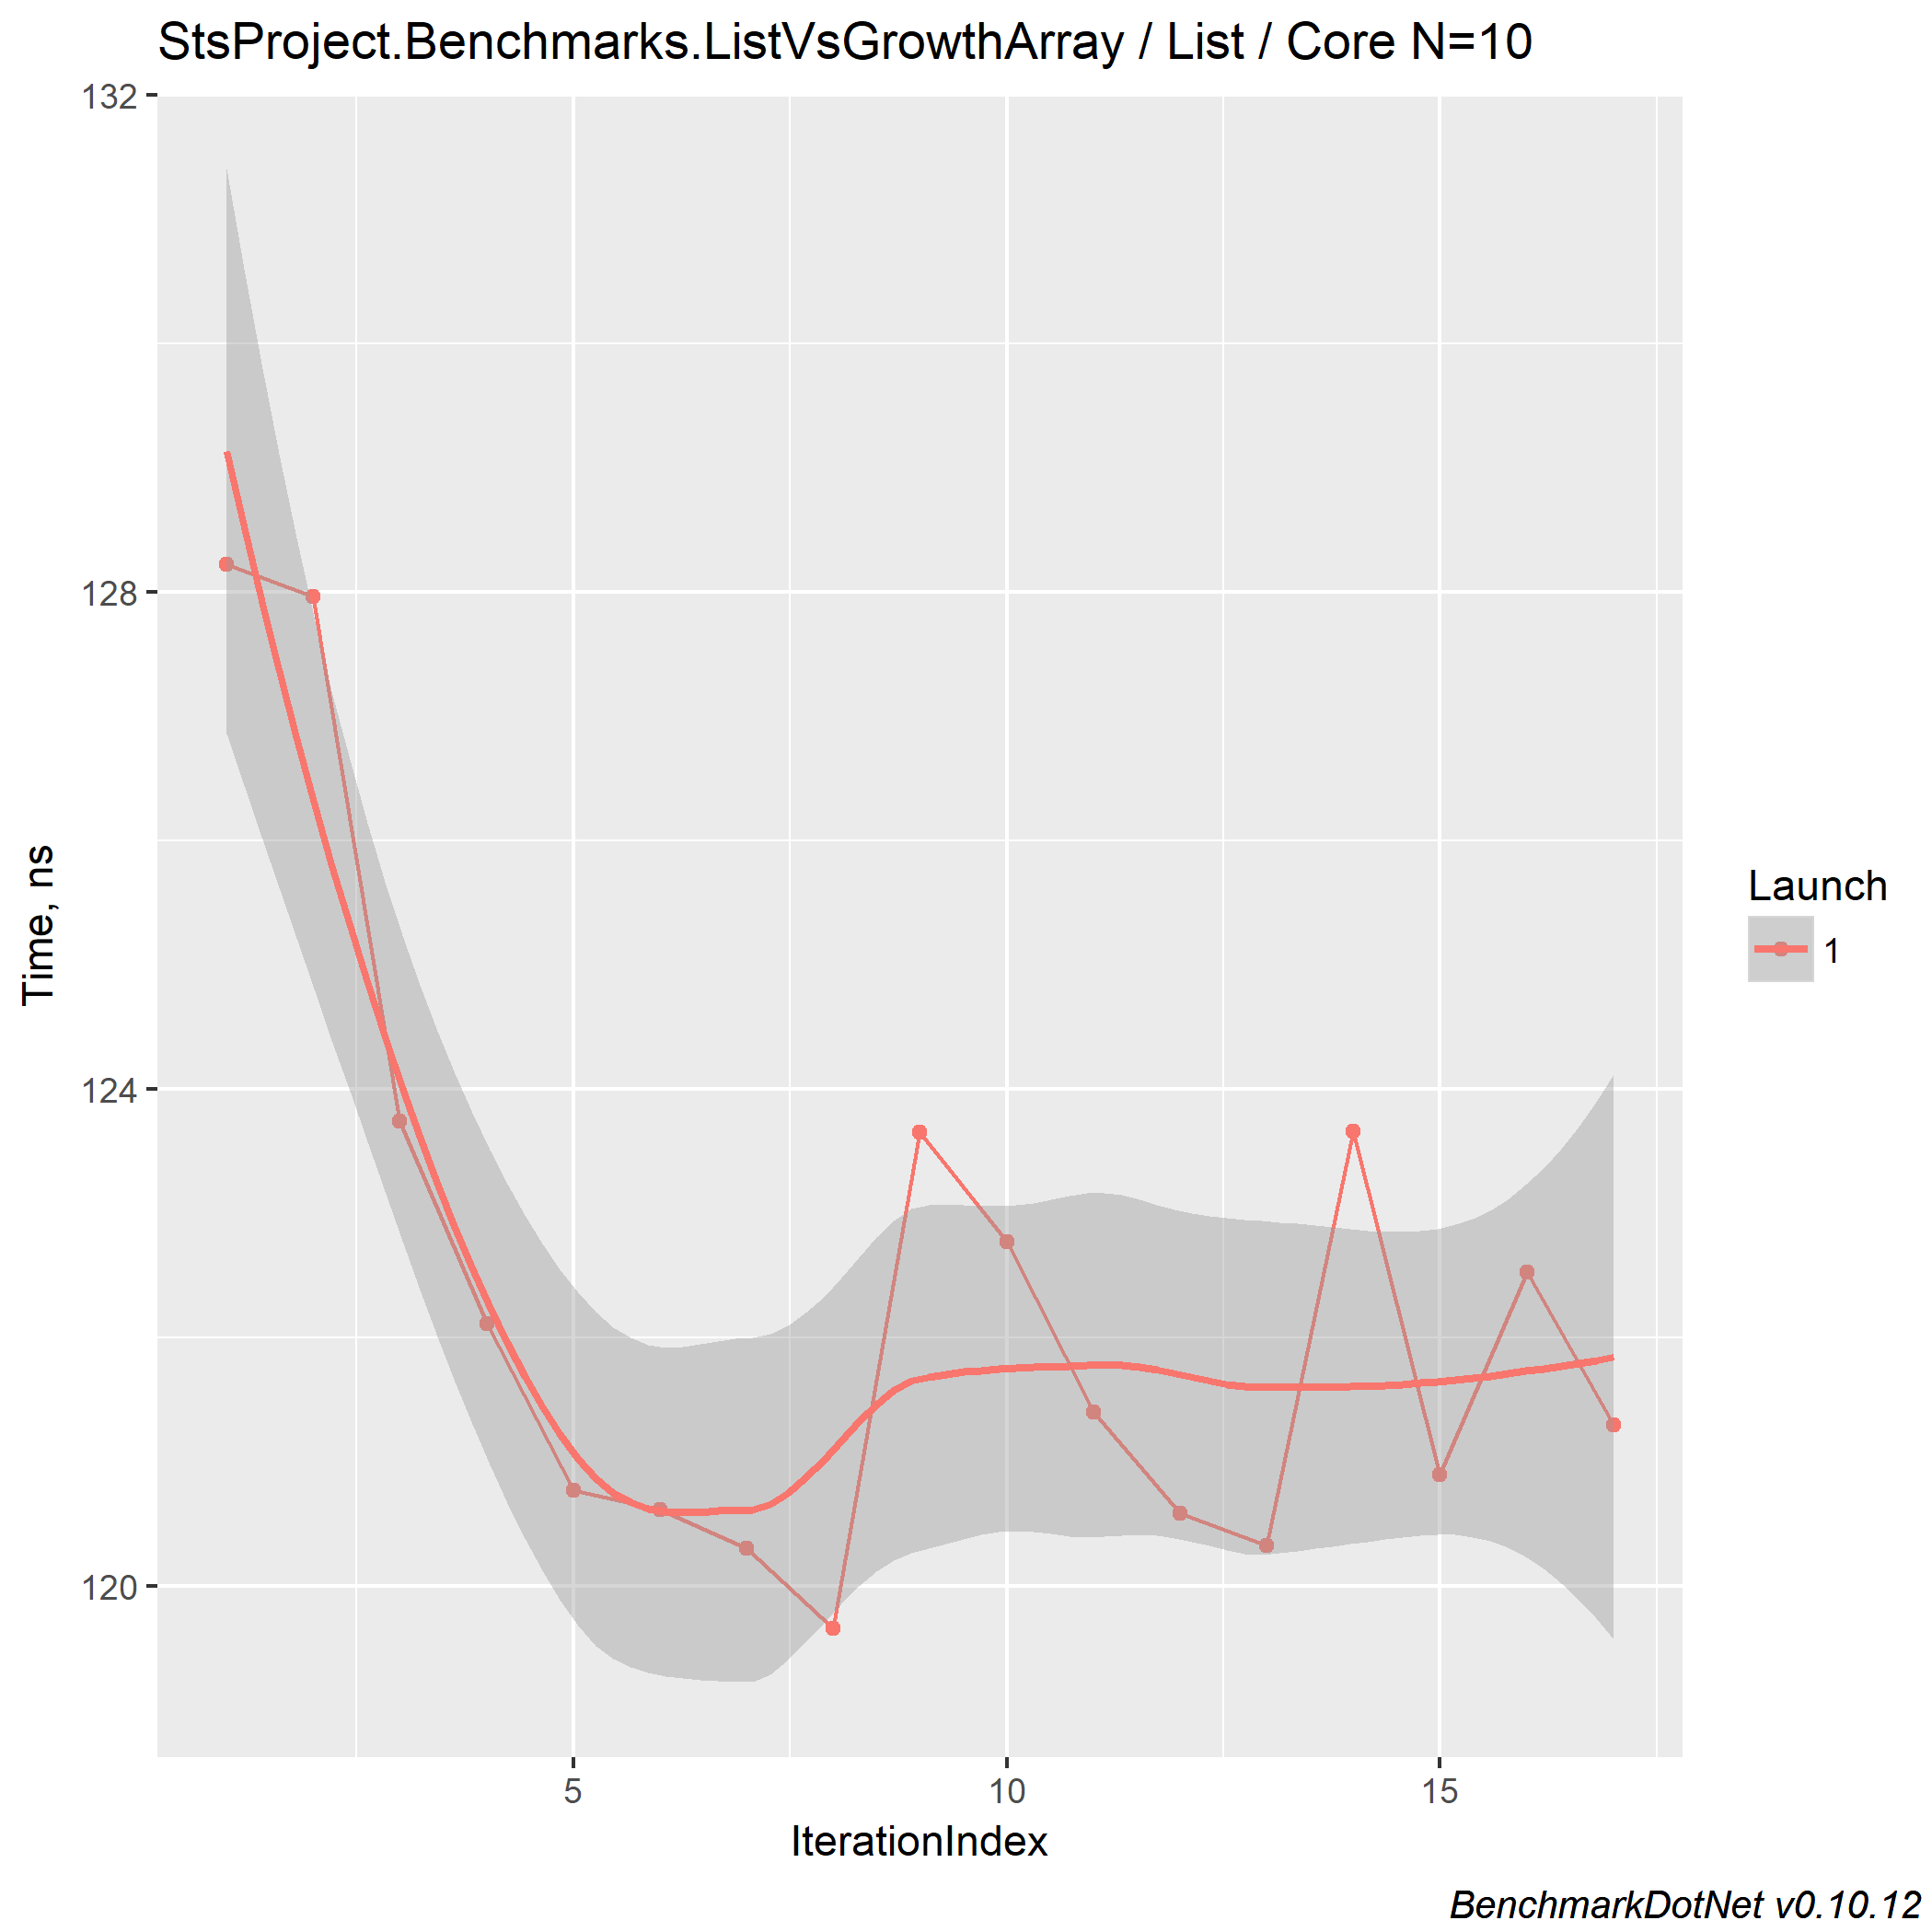 StsProject.Benchmarks.ListVsGrowthArray / List / Core N=10
132
128
124
120
Time, ns
5 10 15
IterationIndex
Launch
1
BenchmarkDotNet v0.10.12